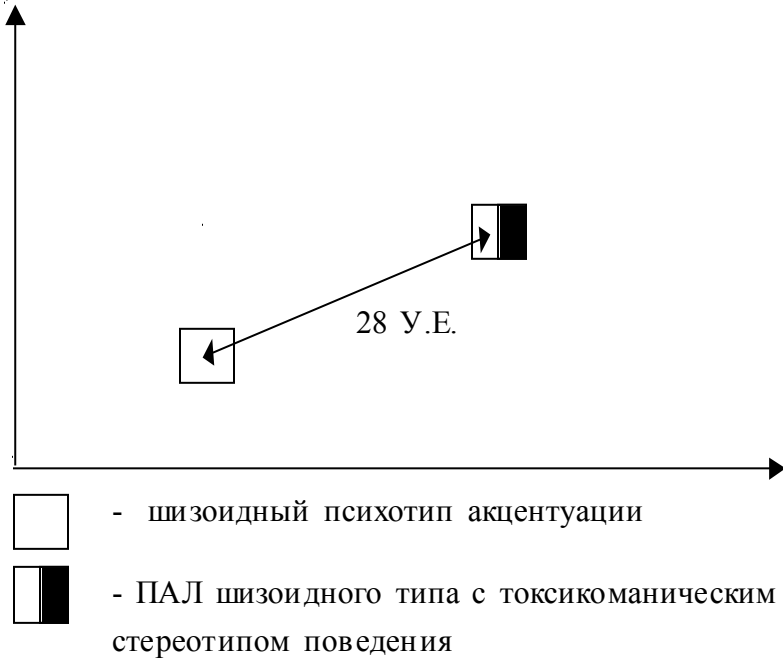 28 У.Е.
- шизоидный психотип акцентуации
- ПАЛ шизоидного типа с токсикоманическим
стереотипом поведения